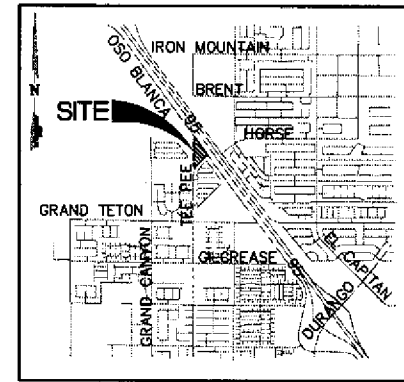 OSO BLANCA
IRON MOUNTAIN
BRENT
N
SITE
95
HORSE
TEE PEE
GRAND TETON
GRAND CANYON
GILCREASE
95
EL CAPITAN
DURANGO